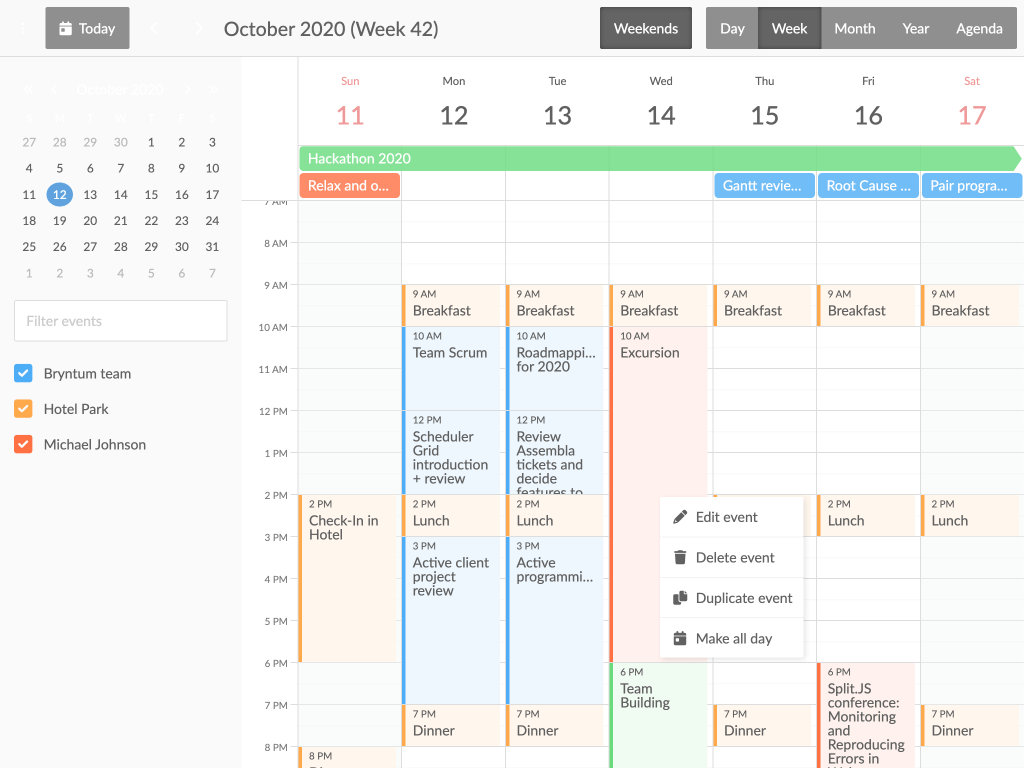 Today
October 2020 (Week 42)
Weekends
Day
Week
Month
Year
Agenda
October 2020
S M T W T F S
27 28 29 30 1 2 3
4 5 6 7 8 9 10
11 12 13 14 15 16 17
18 19 20 21 22 23 24
25 26 27 28 29 30 31
1 2 3 4 5 6 7
Filter events
Bryntum team
Hotel Park
Michael Johnson
Sun Mon Tue Wed Thu Fri Sat
11 12 13 14 15 16 17
Hackathon 2020
Relax and o...
Gantt revie...
Root Cause ...
Pair progra...
7 AM
8 AM
9 AM
10 AM
11 AM
12 PM
1 PM
2 PM
3 PM
4 PM
5 PM
6 PM
7 PM
8 PM
2 PM
Check-In in
Hotel
8 PM
9 AM
Breakfast
10 AM
Team Scrum
12 PM
Scheduler
Grid
introduction
+ review
2 PM
Lunch
3 PM
Active client
project
review
7 PM
Dinner
9 AM
Breakfast
10 AM
Roadmappi...
for 2020
12 PM
Review
Assembla
tickets and
decide
features to
2 PM
Lunch
3 PM
Active
programmi...
7 PM
Dinner
9 AM
Breakfast
10 AM
Excursion
6 PM
Team
Building
9 AM
Breakfast
7 PM
Dinner
9 AM
Breakfast
2 PM
Lunch
6 PM
Split.JS
conference:
Monitoring
and
Reproducing
Errors in
9 AM
Breakfast
2 PM
Lunch
7 PM
Dinner
Edit event
Delete event
Duplicate event
Make all day